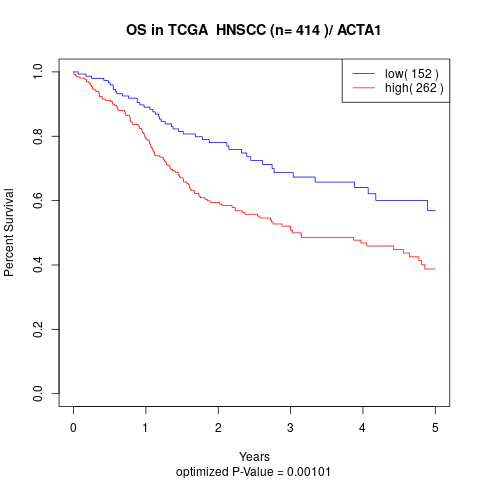 OS in TCGA  HNSCC (n= 414 )/ ACTA1
low( 152 )
high( 262 )
Percent Survival
1.0
0.8
0.6
0.4
0.2
0.0
0 1 2 3 4 5
Years
optimized P-Value = 0.00101